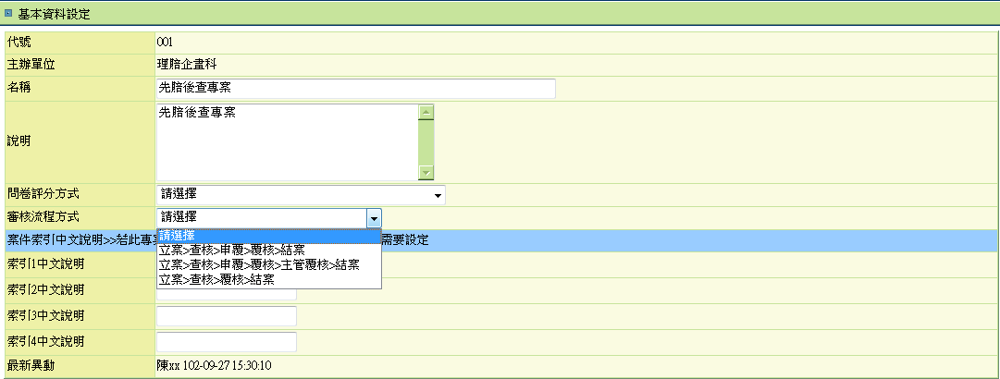 基本資料設定
代號 001
主辦單位 理賠企畫科
名稱 先賠後查專案
說明 先賠後查專案
問卷評分方式 請選擇
審核流程方式 請選擇
請選擇
案件索引中文說明>>若此專 需要設定
立案>查核>申覆>覆核>結案
立案>查核>申覆>覆核>主管覆核>結案
立案>查核>覆核>結案
索引1中文說明
索引2中文說明
索引3中文說明
索引4中文說明
最新異動 陳xx 102-09-27 15:30:10